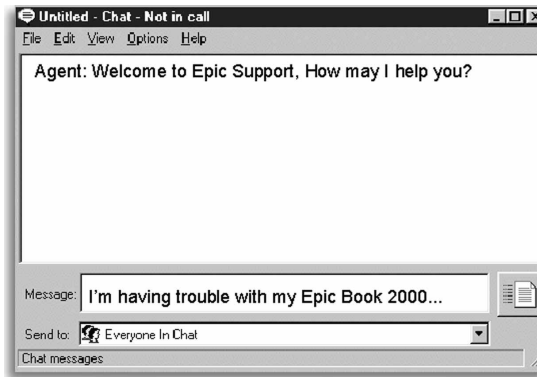 Untitled - Chat - Not in call
File Edit View Options Help
Agent: Welcome to Epic Support, How may I help you?
Message: I'm having trouble with my Epic Book 2000...
Send to: Everyone In Chat
Chat messages